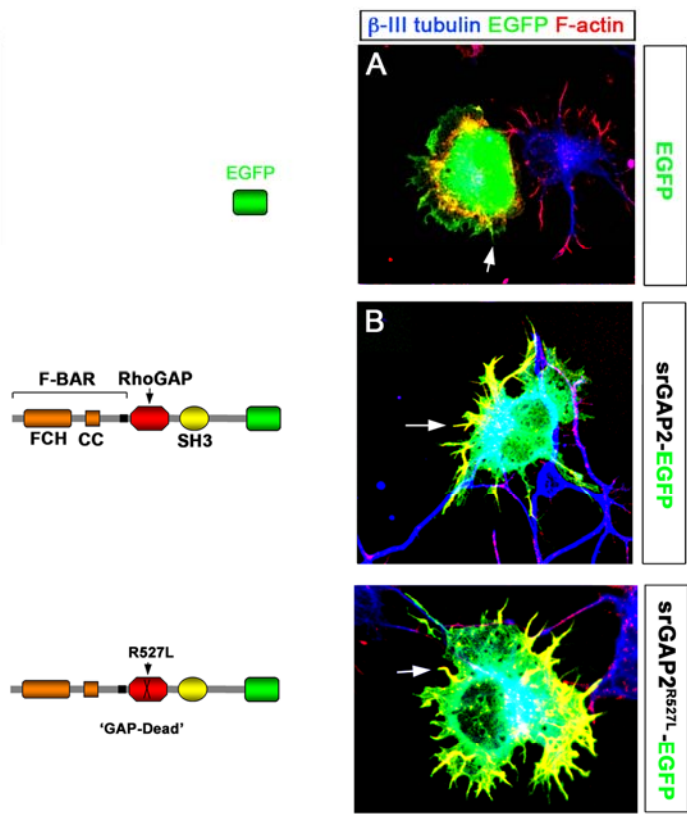 β-III tubulin EGFP F-actin
A
EGFP
EGFP
B
F-BAR
RhoGAP
FCH
CC
SH3
srGAP2-EGFP
R527L
'GAP-Dead'
srGAP2R527L-EGFP